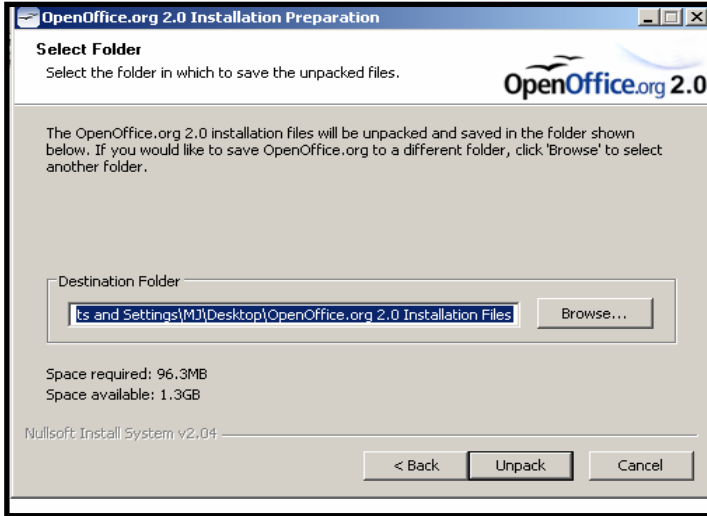 OpenOffice.org 2.0 Installation Preparation
Select Folder
Select the folder in which to save the unpacked files.
OpenOffice.org 2.0
The OpenOffice.org 2.0 installation files will be unpacked and saved in the folder shown
below. If you would like to save OpenOffice.org to a different folder, click 'Browse' to select
another folder.
Destination Folder
ts and Settings\MJ\Desktop\OpenOffice.org 2.0 Installation Files
Browse...
Space required: 96.3MB
Space available: 1.3GB
Nullsoft Install System v2.04
< Back
Unpack
Cancel